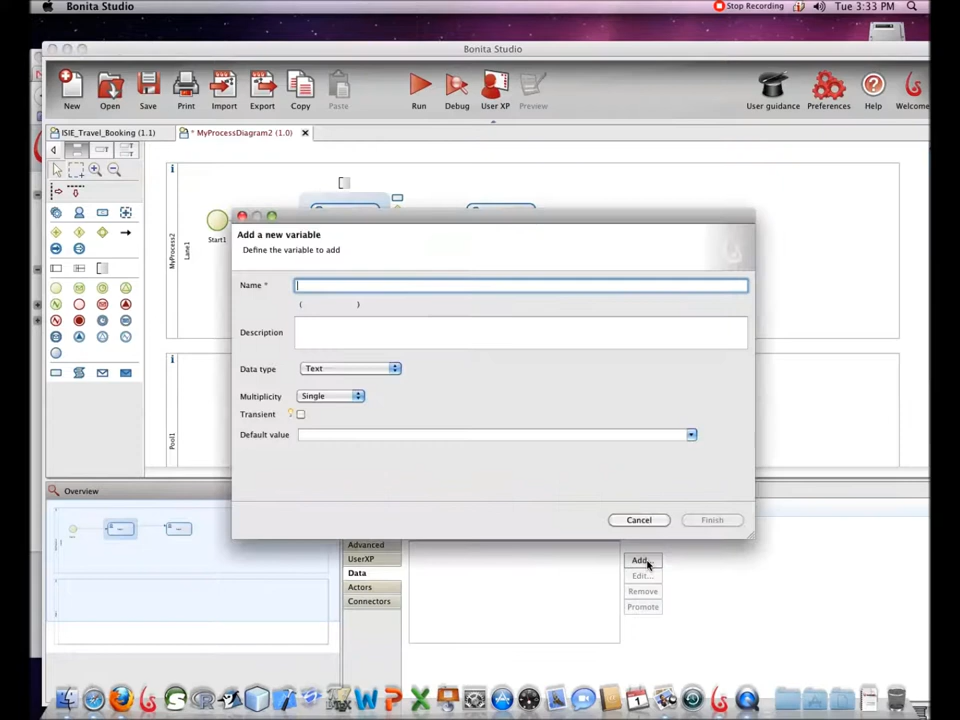 Bonita Studio
Stop Recording
Tue 3:33 PM
Bonita Studio
New
Open
Save
Print
Import
Export
Copy
Paste
Run
Debug
User XP
Preview
User guidance
Preferences
Help
Welcome
ISIE_Travel_Booking (1.1)
* MyProcessDiagram2 (1.0)
MyProcess2
Lane1
Start1
Add a new variable
Define the variable to add
Name *
( )
Description
Data type
Text
Multiplicity
Single
Transient
Default value
Pool1
Cancel
Finish
Overview
Advanced
UserXP
Data
Actors
Connectors
Add...
Edit...
Remove
Promote